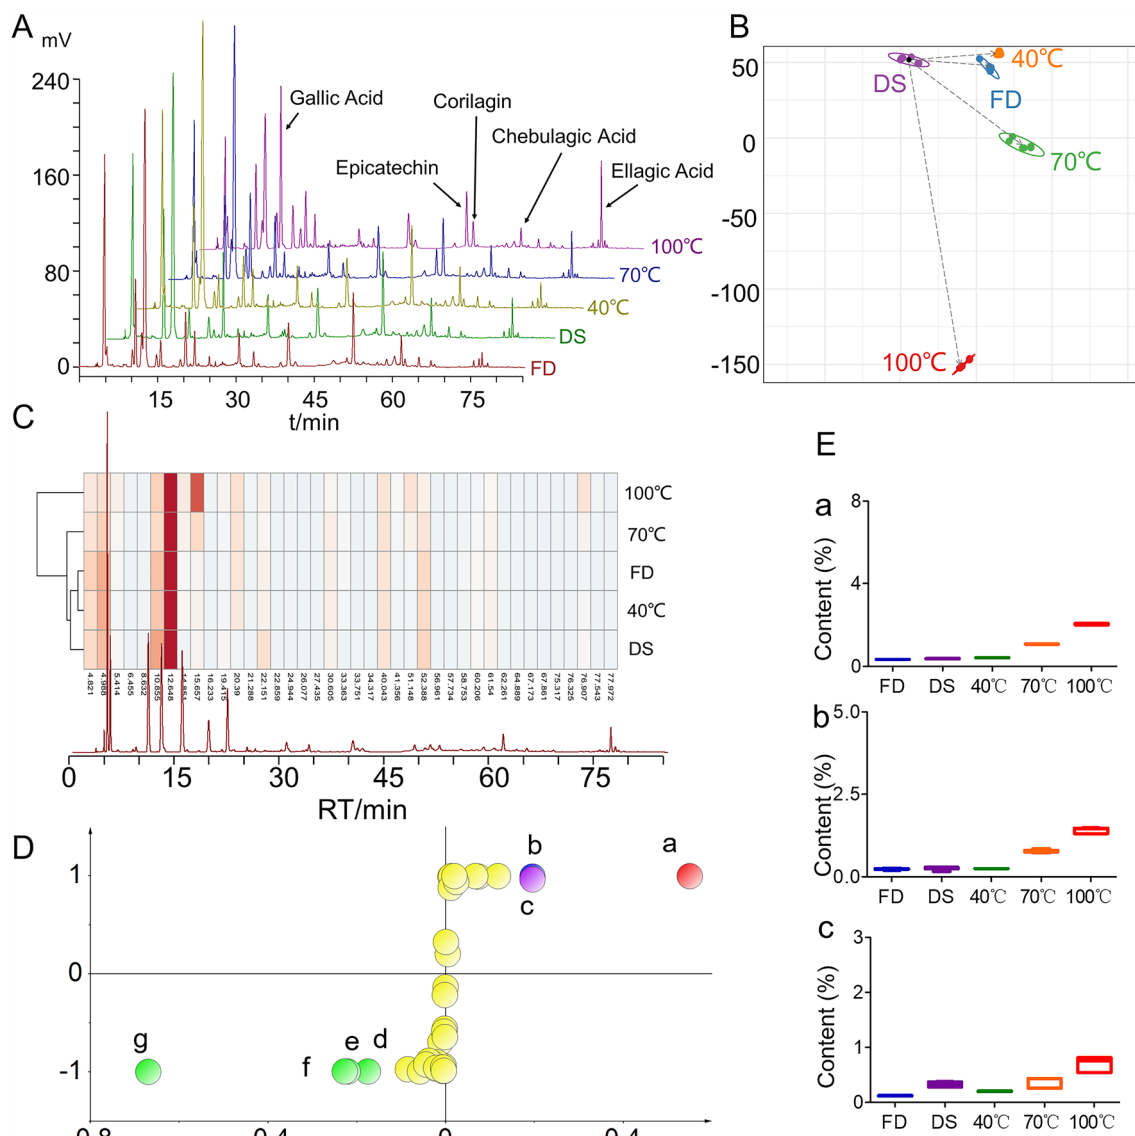 A
mV
240
160
80
0
Gallic Acid
Corilagin
Chebulagic Acid
Epicatechin
Ellagic Acid
100℃
70℃
40℃
DS
FD
15 30 45 60 75
t/min
B
50
0
-50
-100
-150
DS
40℃
FD
70℃
100℃
C
100℃
70℃
FD
40℃
DS
4.821 4.988 5.414 6.455 8.632 10.855 12.648 14.851 15.657 16.233 19.415 20.39 21.288 22.151 22.859 24.944 26.077 27.435 33.363 33.751 34.317 40.043 41.356 51.148 52.388 56.961 57.734 58.753 60.206 61.54 62.261 64.889 67.173 67.861 75.317 76.325 76.907 77.543 77.972
0 15 30 45 60 75
RT/min
D
1
0
-1
a
b
c
d
e
f
g
-0.8 -0.4 0 0.4
E
a
Content (%)
8
4
0
FD DS 40℃ 70℃ 100℃
b
Content (%)
5.0
2.5
0.0
FD DS 40℃ 70℃ 100℃
c
Content (%)
3
2
1
0
FD DS 40℃ 70℃ 100℃